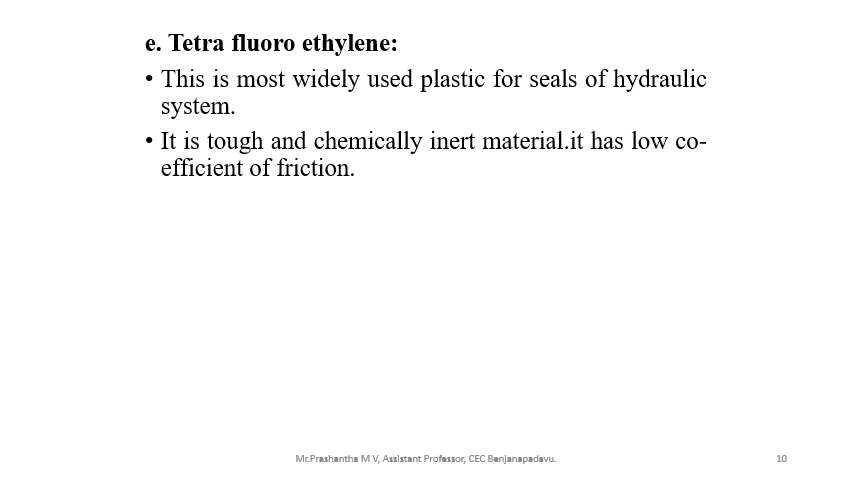 e. Tetra fluoro ethylene:
• This is most widely used plastic for seals of hydraulic
system.
• It is tough and chemically inert material.it has low co-
efficient of friction.
Mr.Prashantha M V, Assistant Professor, CEC Benjanapadavu.
10